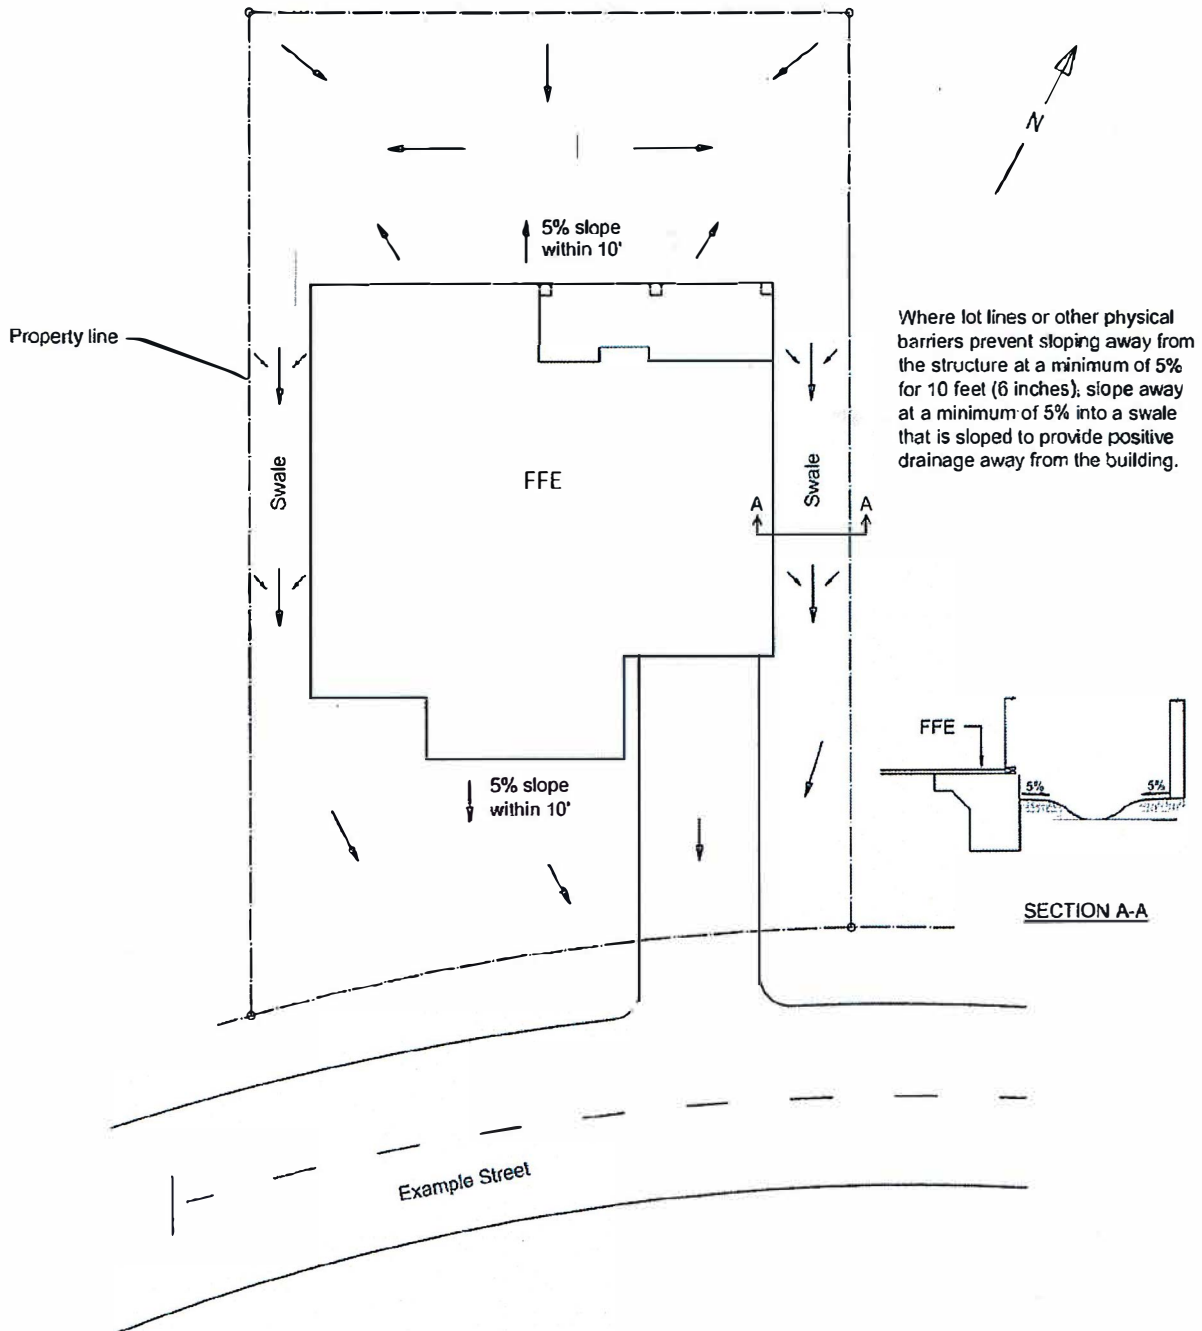 N
5% slope
within 10'
Property line
Where lot lines or other physical
barriers prevent sloping away from
the structure at a minimum of 5%
for 10 feet (6 inches), slope away
at a minimum of 5% into a swale
that is sloped to provide positive
drainage away from the building.
Swale
FFE
Swale
A
A
FFE
5%
5%
5% slope
within 10'
SECTION A-A
Example Street